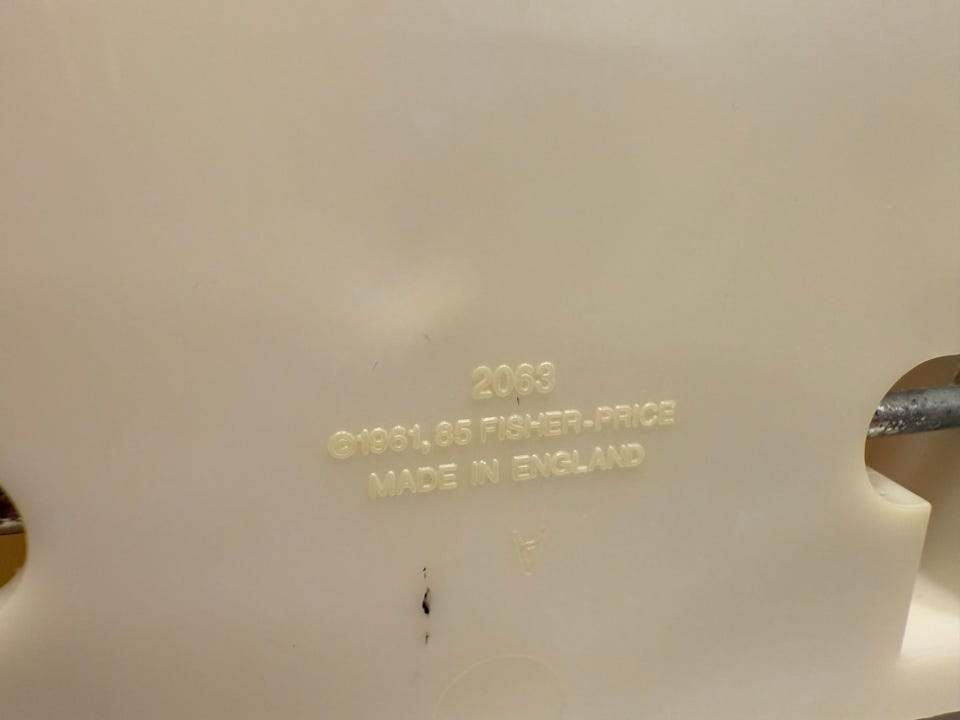 2063
©1961, 85 FISHER-PRICE
MADE IN ENGLAND
A